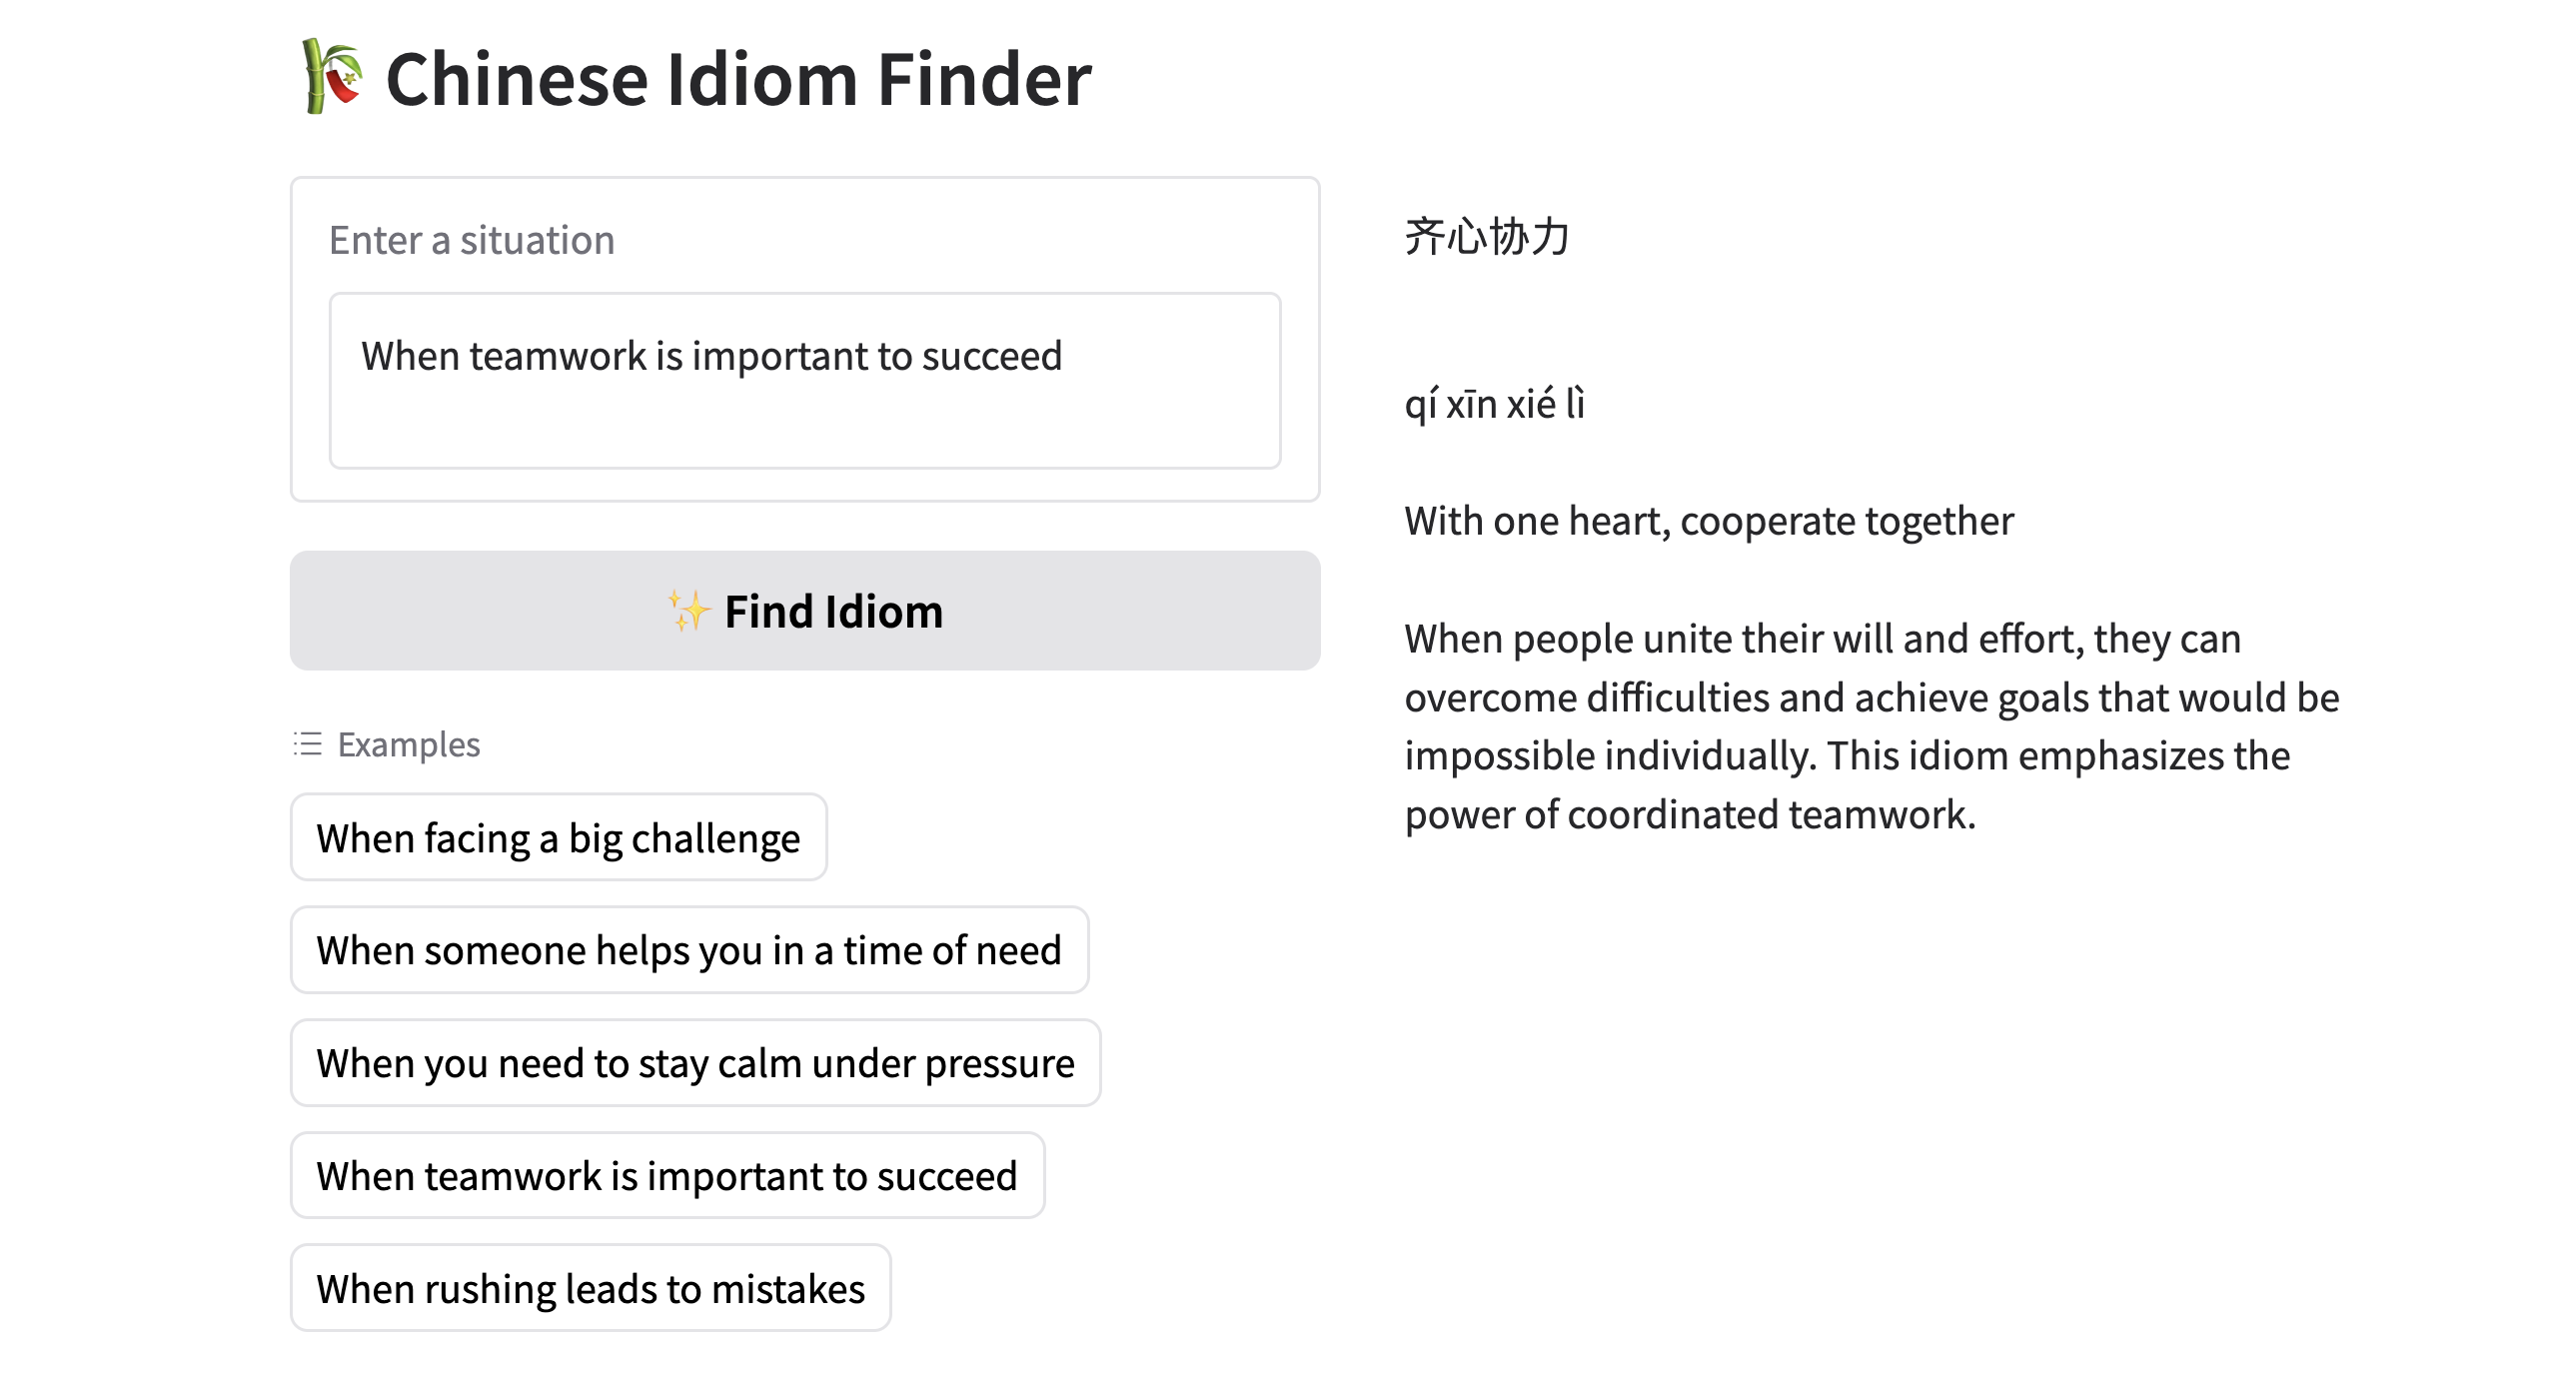 Chinese Idiom Finder
Enter a situation
When teamwork is important to succeed
✨ Find Idiom
Examples
When facing a big challenge
When someone helps you in a time of need
When you need to stay calm under pressure
When teamwork is important to succeed
When rushing leads to mistakes
齐心协力
qí xīn xié lì
With one heart, cooperate together
When people unite their will and effort, they can
overcome difficulties and achieve goals that would be
impossible individually. This idiom emphasizes the
power of coordinated teamwork.